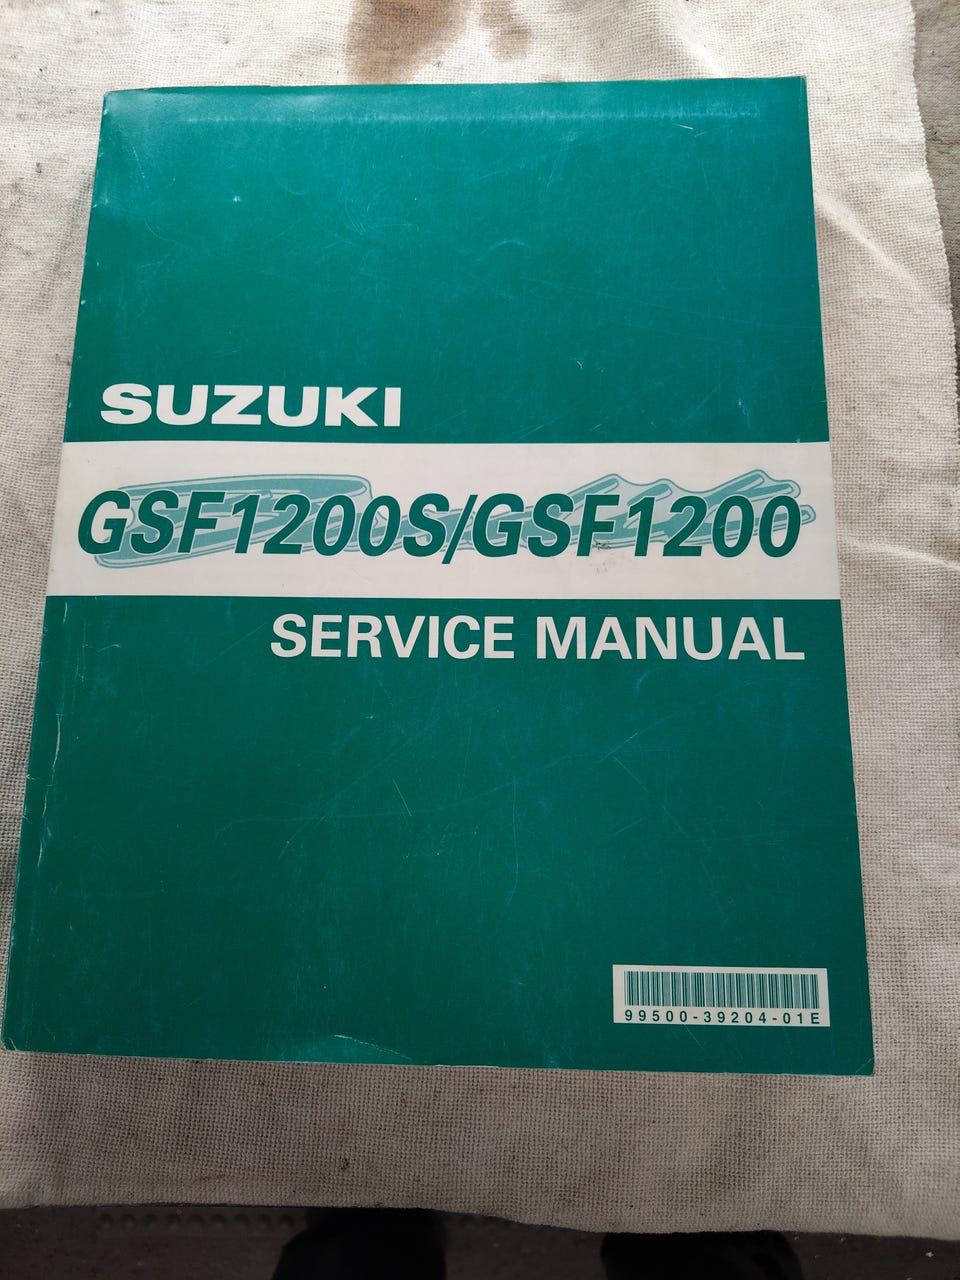 SUZUKI
GSF1200S/GSF1200
SERVICE MANUAL
99500-39204-01E